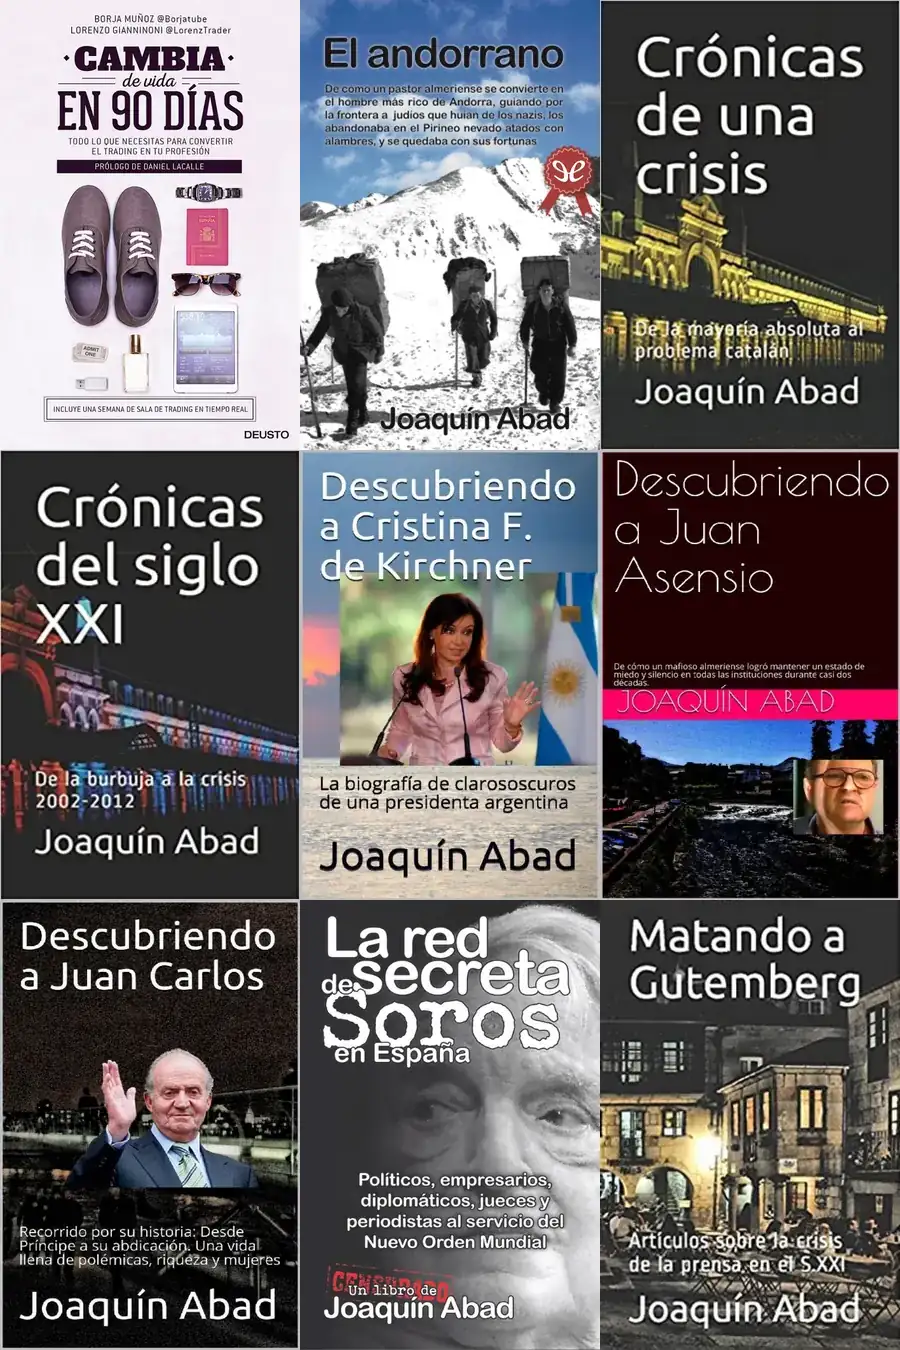 BORJA MUÑOZ @Borjatube
LORENZO GIANNINONI @LorenzTrader
CAMBIA
de vida
EN 90 DÍAS
TODO LO QUE NECESITAS PARA CONVERTIR
EL TRADING EN TU PROFESIÓN
PRÓLOGO DE DANIEL LACALLE
ADMIT
ONE
INCLUYE UNA SEMANA DE SALA DE TRADING EN TIEMPO REAL
DEUSTO
El andorrano
De como un pastor almeriense se convierte en
el hombre más rico de Andorra, guiando por
la frontera a judíos que huían de los nazis, los
abandonaba en el Pirineo nevado atados con
alambres, y se quedaba con sus fortunas
Joaquín Abad
Crónicas
de una
crisis
De la mayoría absoluta al
problema catalán
Joaquín Abad
Crónicas
del siglo
XXI
De la burbuja a la crisis
2002-2012
Joaquín Abad
Descubriendo
a Cristina F.
de Kirchner
La biografía de clarososcuros
de una presidenta argentina
Joaquín Abad
Descubriendo
a Juan
Asensio
De cómo un mafioso almeriense logró mantener un estado de
miedo y silencio en todas las instituciones durante casi dos
décadas.
JOAQUÍN ABAD
Descubriendo
a Juan Carlos
Recorrido por su historia: Desde
Príncipe a su abdicación. Una vida
llena de polémicas, riqueza y mujeres
Joaquín Abad
La red
secreta
de Soros
en España
Políticos, empresarios,
diplomáticos, jueces y
periodistas al servicio del
Nuevo Orden Mundial
CENSURADO
Un libro de
Joaquín Abad
Matando a
Gutemberg
Artículos sobre la crisis
de la prensa en el S.XXI
Joaquín Abad